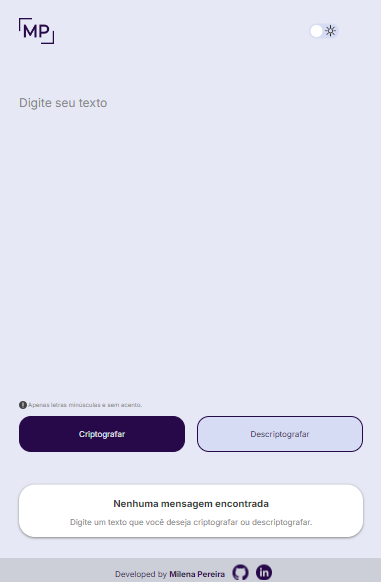 MP
Digite seu texto
Apenas letras minúsculas e sem acento.
Criptografar
Descriptografar
Nenhuma mensagem encontrada
Digite um texto que você deseja criptografar ou descriptografar.
Developed by Milena Pereira in